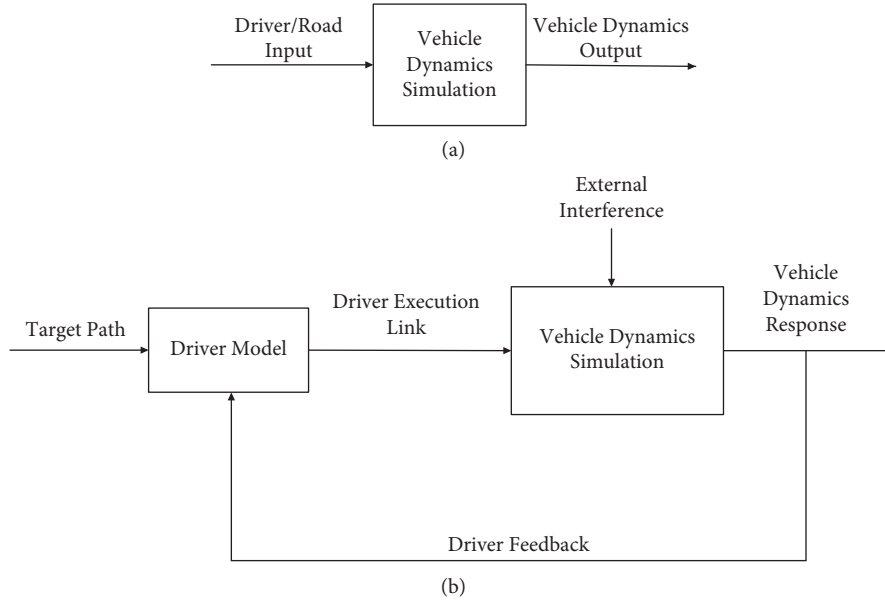 Driver/Road
Input
Vehicle
Dynamics
Simulation
Vehicle Dynamics
Output
(a)
External
Interference
Target Path
Driver Model
Driver Execution
Link
Vehicle Dynamics
Simulation
Vehicle
Dynamics
Response
Driver Feedback
(b)